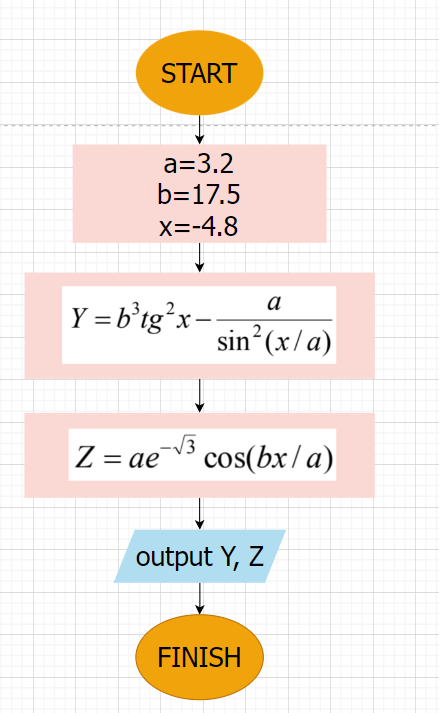 START
a=3.2
b=17.5
x=-4.8
Y = b³tg²x − a / sin²(x/a)
Z = ae^(−√3) cos(bx/a)
output Y, Z
FINISH